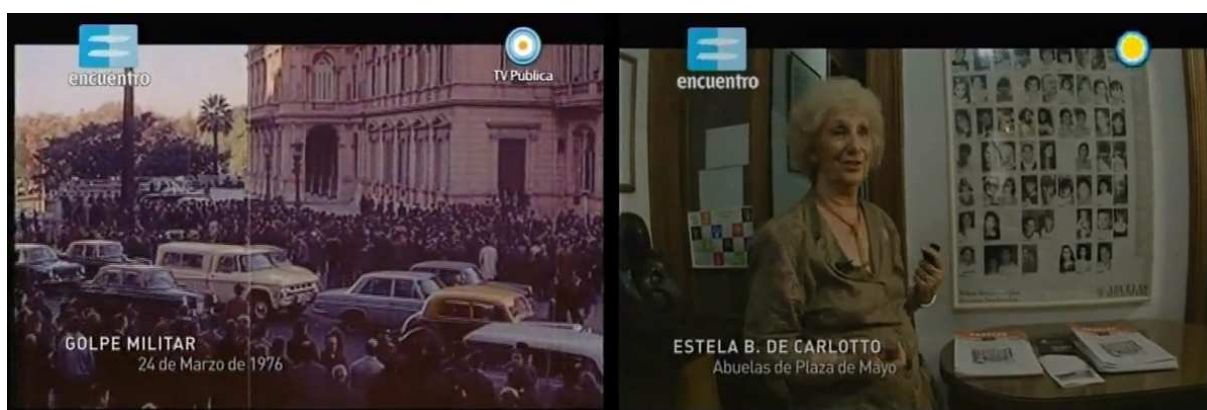 encuentro
TV Pública
GOLPE MILITAR
24 de Marzo de 1976
encuentro
ESTELA B. DE CARLOTTO
Abuelas de Plaza de Mayo